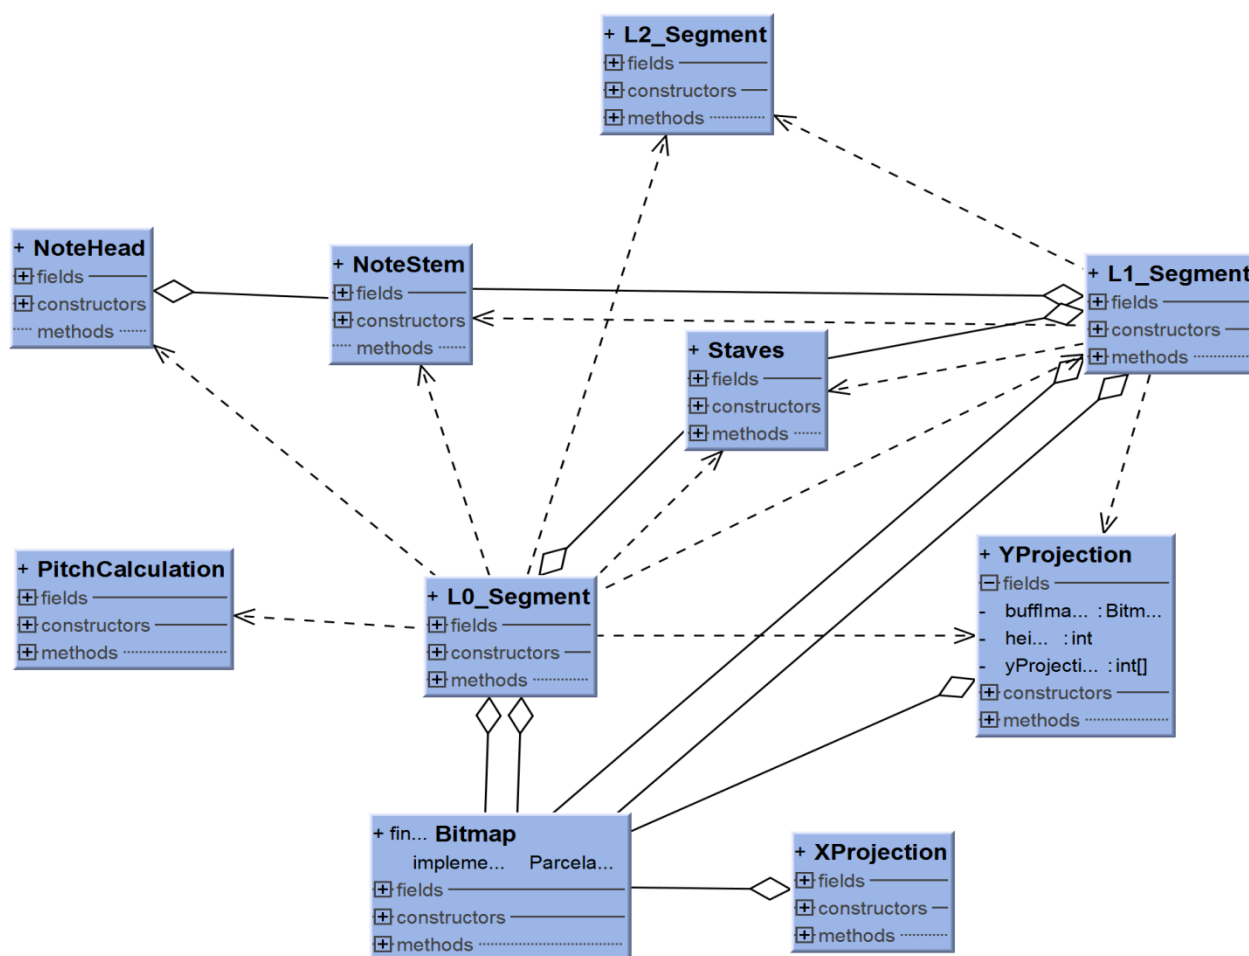 + L2_Segment
+ fields
+ constructors
+ methods
+ NoteHead
+ fields
+ constructors
methods
+ NoteStem
+ fields
+ constructors
methods
+ L1_Segment
+ fields
+ constructors
+ methods
+ Staves
+ fields
+ constructors
+ methods
+ PitchCalculation
+ fields
+ constructors
+ methods
+ L0_Segment
+ fields
+ constructors
+ methods
+ YProjection
- fields
- buffIma... : Bitm...
- hei... : int
- yProjecti... : int[]
+ constructors
+ methods
+ fin... Bitmap
impleme... Parcela...
+ fields
+ constructors
+ methods
+ XProjection
+ fields
+ constructors
+ methods